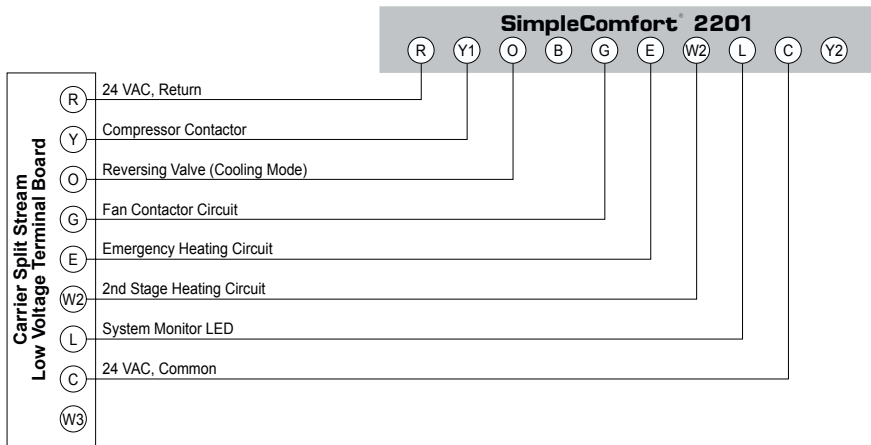 SimpleComfort® 2201
R Y1 O B G E W2 L C Y2
Carrier Split Stream
Low Voltage Terminal Board
R 24 VAC, Return
Y Compressor Contactor
O Reversing Valve (Cooling Mode)
G Fan Contactor Circuit
E Emergency Heating Circuit
W2 2nd Stage Heating Circuit
L System Monitor LED
C 24 VAC, Common
W3